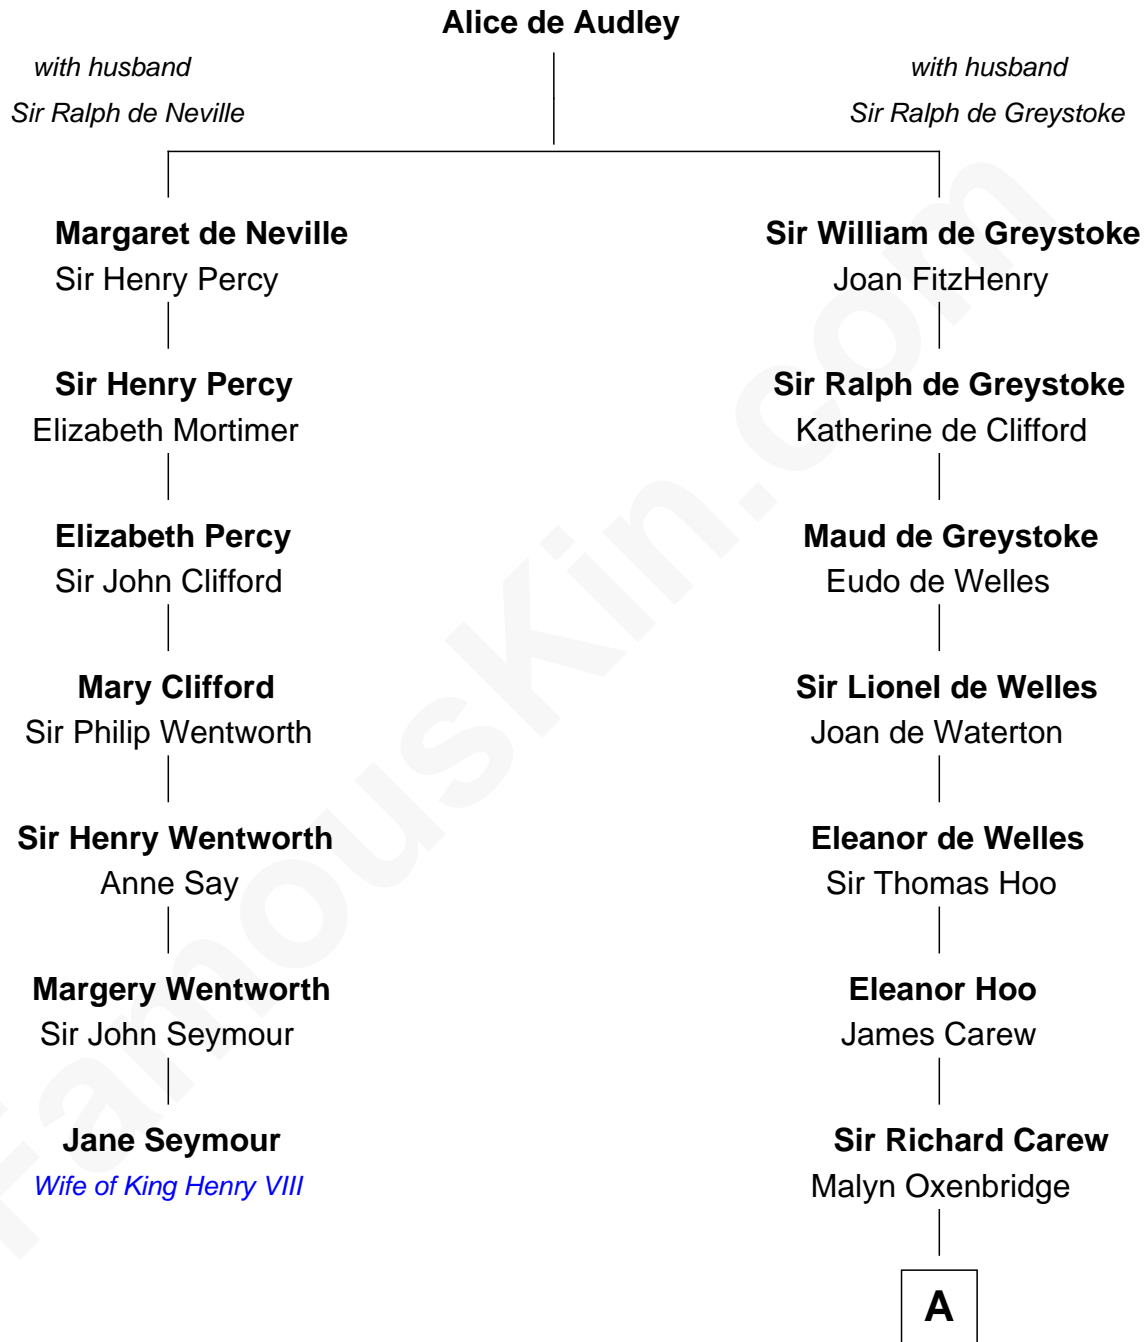 Alice de Audley
with husband
Sir Ralph de Neville
with husband
Sir Ralph de Greystoke
Margaret de Neville
Sir Henry Percy
Sir William de Greystoke
Joan FitzHenry
Sir Henry Percy
Elizabeth Mortimer
Sir Ralph de Greystoke
Katherine de Clifford
Elizabeth Percy
Sir John Clifford
Maud de Greystoke
Eudo de Welles
Mary Clifford
Sir Philip Wentworth
Sir Lionel de Welles
Joan de Waterton
Sir Henry Wentworth
Anne Say
Eleanor de Welles
Sir Thomas Hoo
Margery Wentworth
Sir John Seymour
Eleanor Hoo
James Carew
Jane Seymour
Wife of King Henry VIII
Sir Richard Carew
Malyn Oxenbridge
A
FamousKin.com